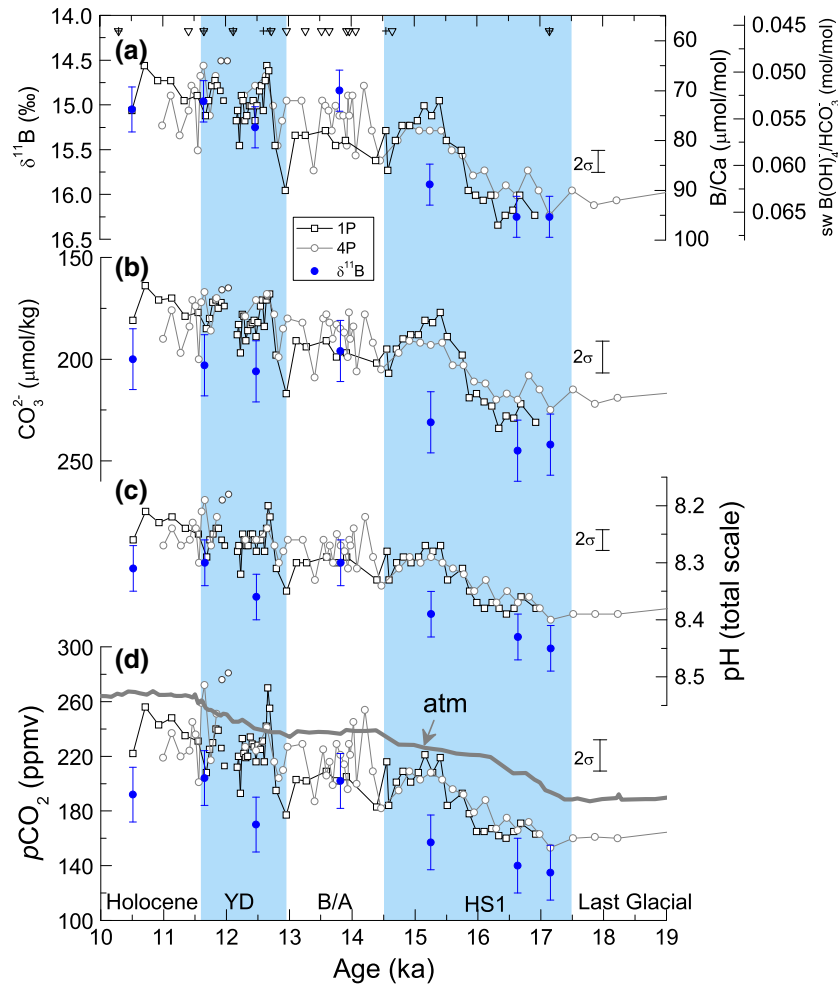 (a)
14.0
14.5
15.0
15.5
16.0
16.5
δ¹¹B (‰)
60
70
80
90
100
B/Ca (μmol/mol)
0.045
0.050
0.055
0.060
0.065
sw B(OH)₄⁻/HCO₃⁻ (mol/mol)
2σ
1P
4P
δ¹¹B
(b)
150
200
250
CO₃²⁻ (μmol/kg)
2σ
(c)
8.2
8.3
8.4
8.5
pH (total scale)
2σ
(d)
300
260
220
180
140
100
pCO₂ (ppmv)
atm
2σ
Holocene YD B/A HS1 Last Glacial
10 11 12 13 14 15 16 17 18 19
Age (ka)